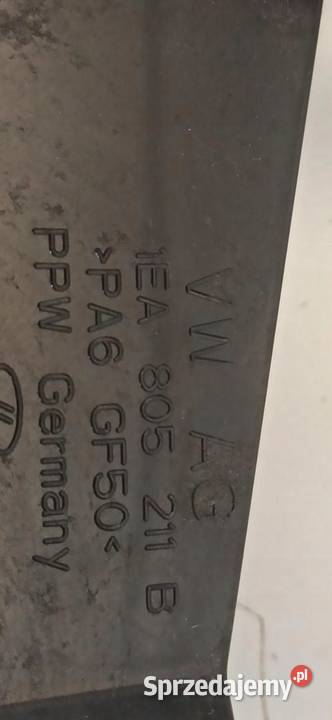 VW AG
1EA 805 211 B
>PA6 GF50<
PPW Germany
Sprzedajemy.pl